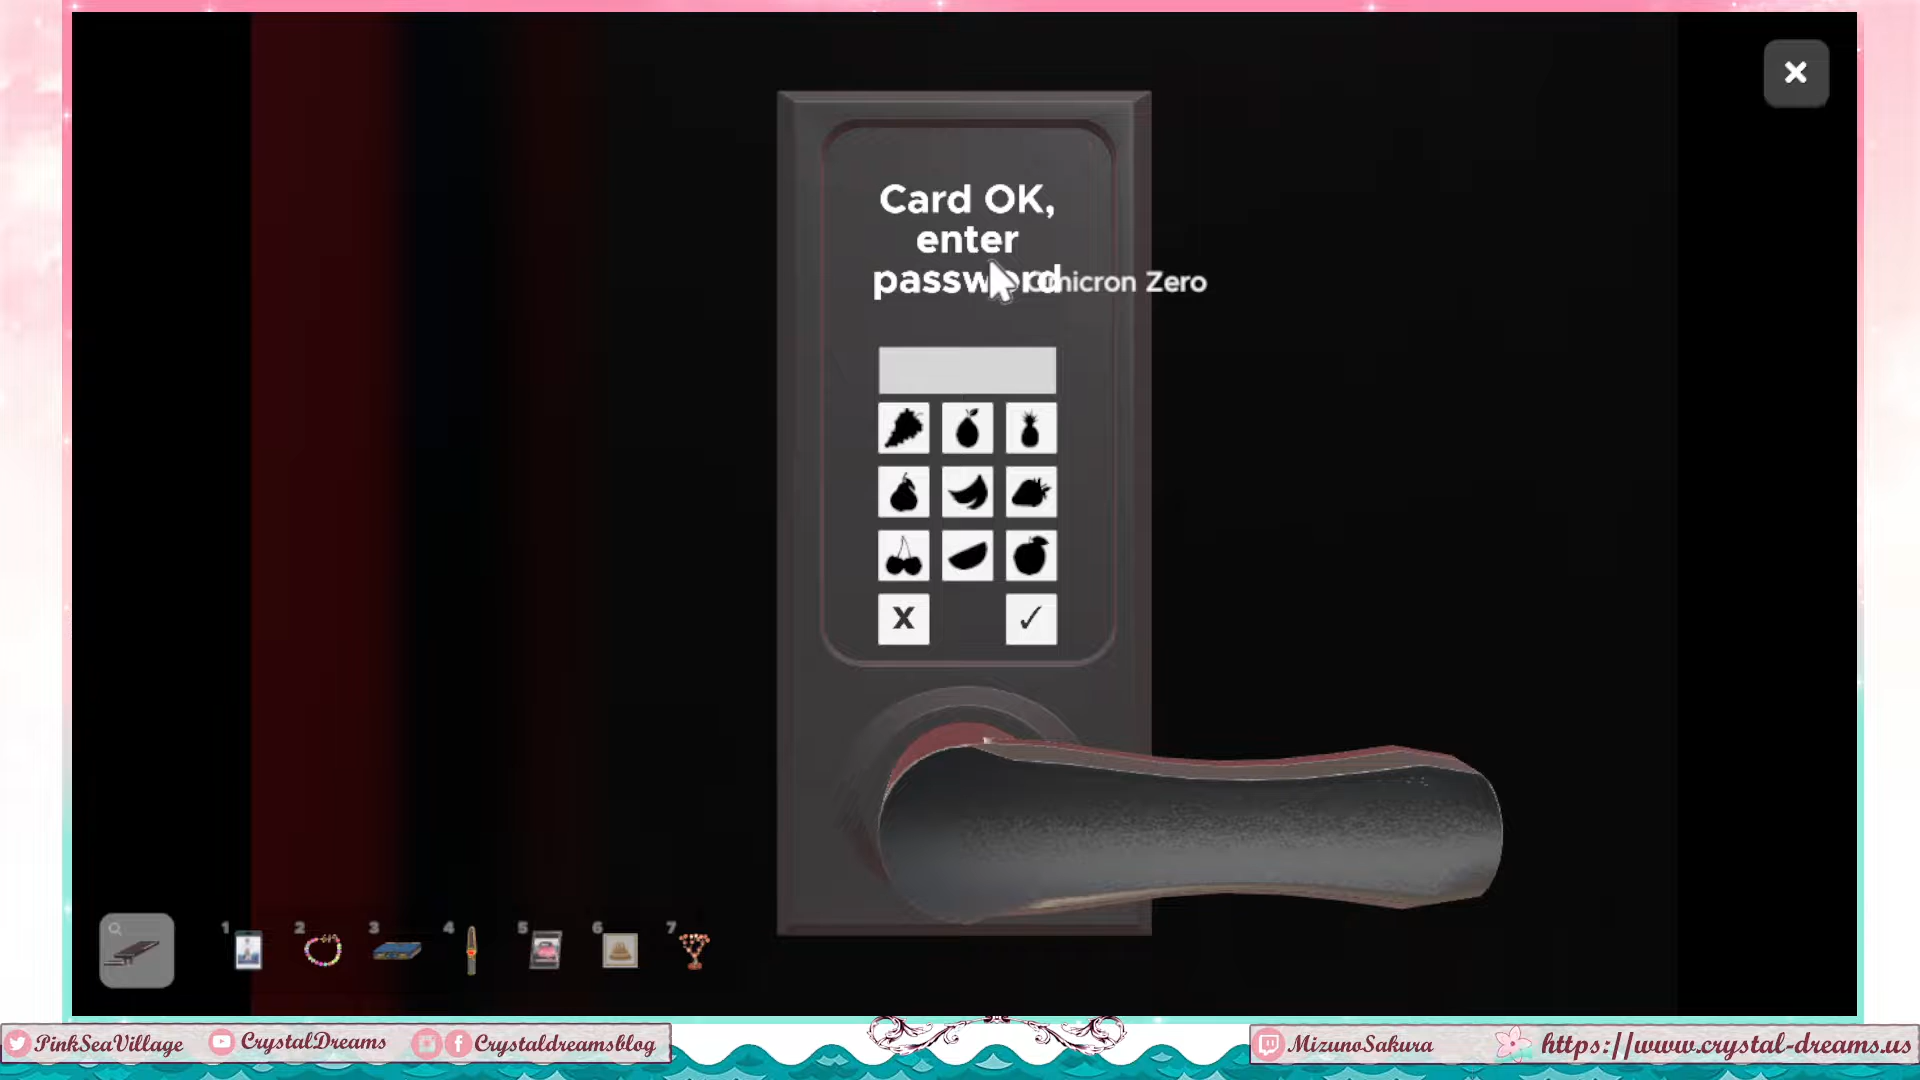 Card OK,
enter
password
Omicron Zero
X
✓
1 2 3 4 5 6 7
PinkSeaVillage CrystalDreams Crystaldreamsblog MizunoSakura https://www.crystal-dreams.us